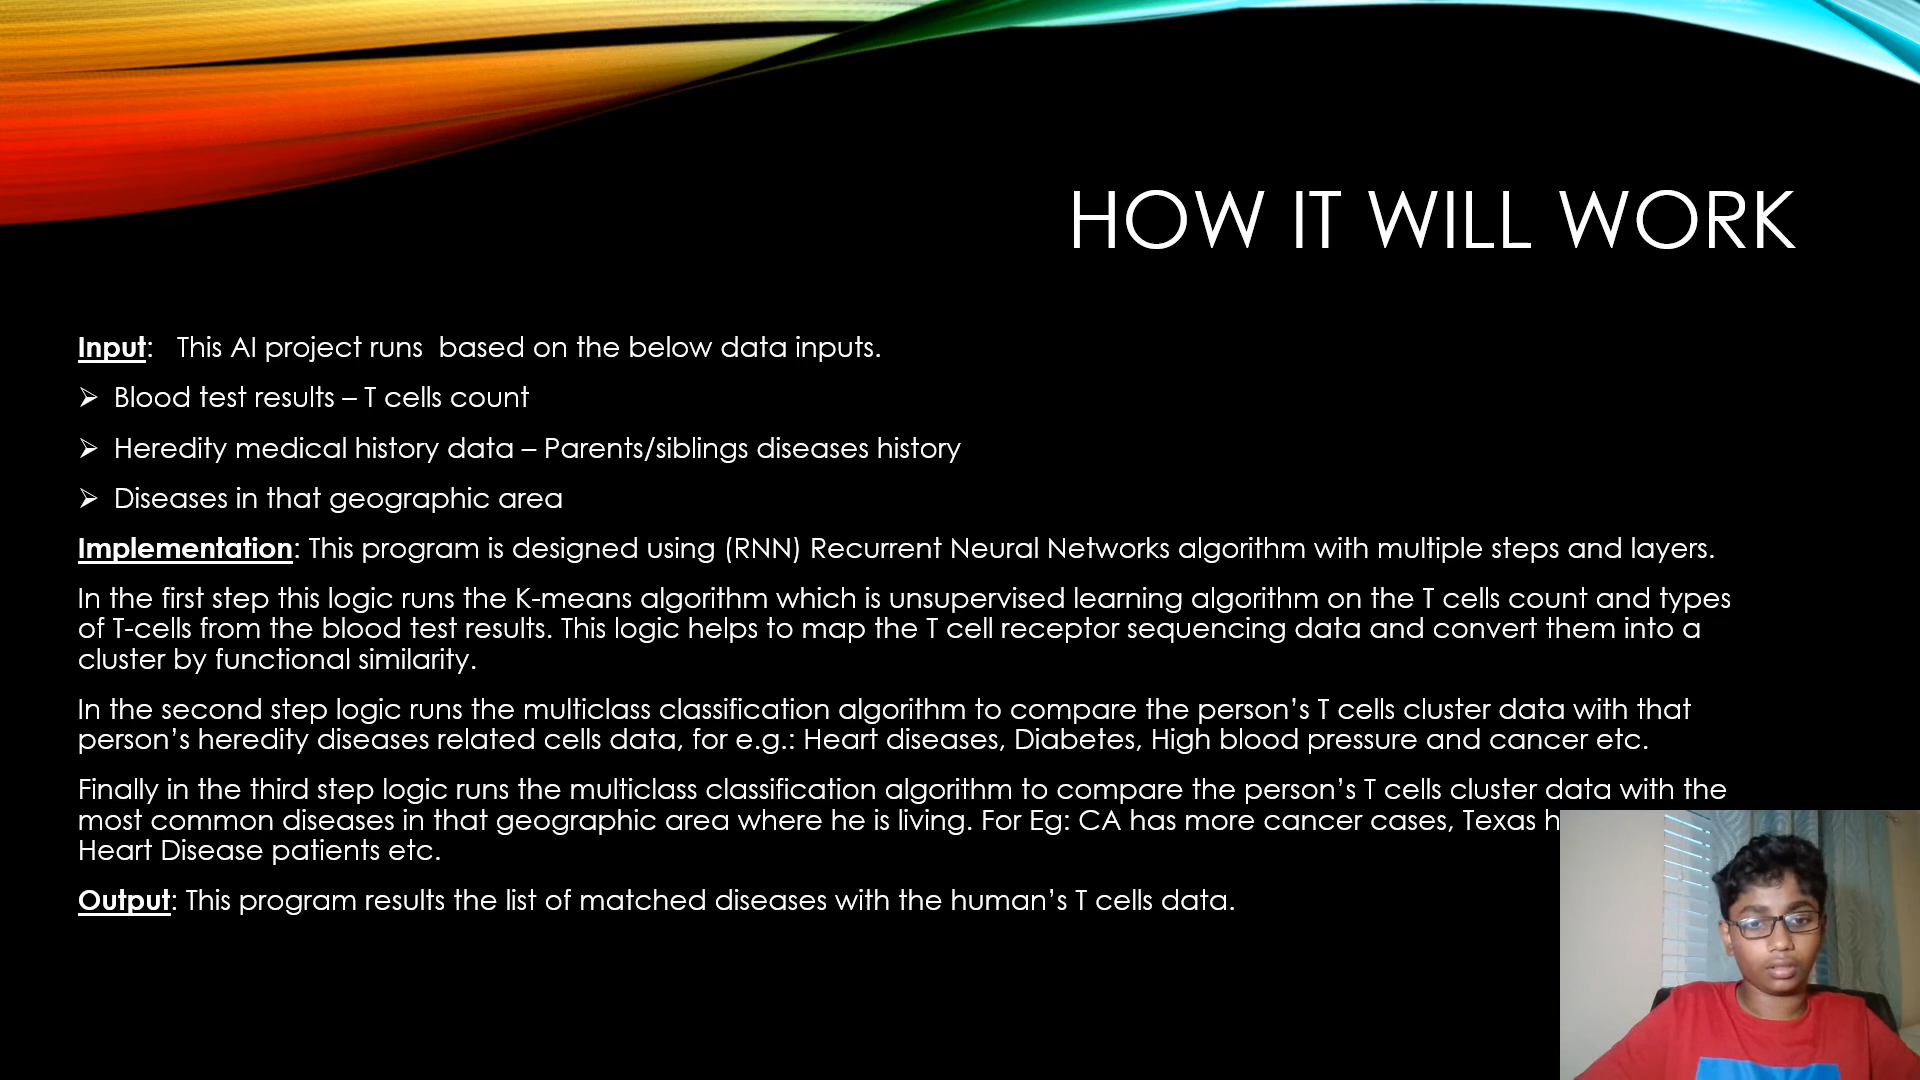 HOW IT WILL WORK
Input:   This AI project runs  based on the below data inputs.
➢ Blood test results – T cells count
➢ Heredity medical history data – Parents/siblings diseases history
➢ Diseases in that geographic area
Implementation: This program is designed using (RNN) Recurrent Neural Networks algorithm with multiple steps and layers.
In the first step this logic runs the K-means algorithm which is unsupervised learning algorithm on the T cells count and types
of T-cells from the blood test results. This logic helps to map the T cell receptor sequencing data and convert them into a
cluster by functional similarity.
In the second step logic runs the multiclass classification algorithm to compare the person’s T cells cluster data with that
person’s heredity diseases related cells data, for e.g.: Heart diseases, Diabetes, High blood pressure and cancer etc.
Finally in the third step logic runs the multiclass classification algorithm to compare the person’s T cells cluster data with the
most common diseases in that geographic area where he is living. For Eg: CA has more cancer cases, Texas
Heart Disease patients etc.
Output: This program results the list of matched diseases with the human’s T cells data.